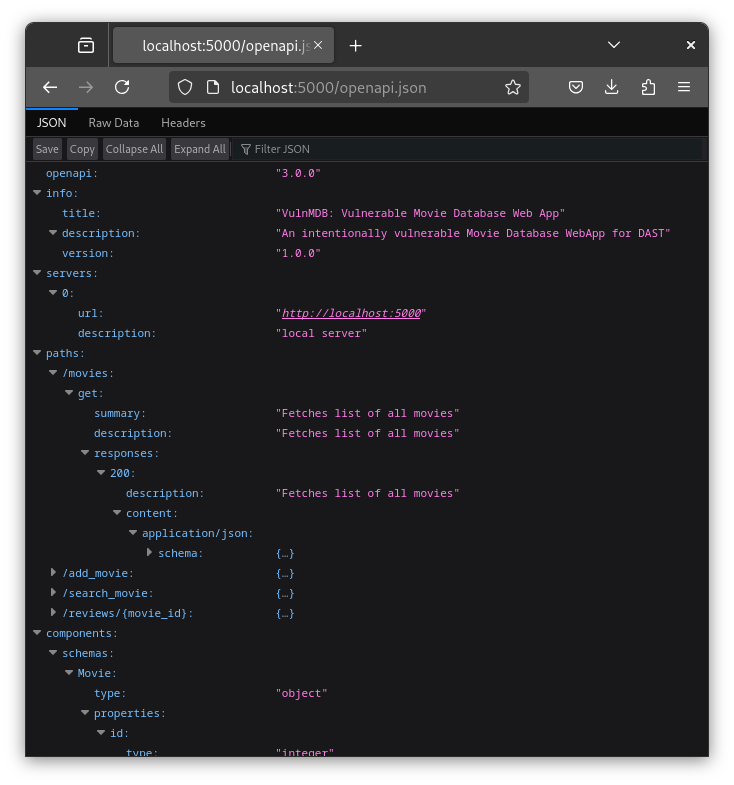 localhost:5000/openapi.js
localhost:5000/openapi.json
JSON Raw Data Headers
Save Copy Collapse All Expand All Filter JSON
openapi: "3.0.0"
info:
title: "VulnMDB: Vulnerable Movie Database Web App"
description: "An intentionally vulnerable Movie Database WebApp for DAST"
version: "1.0.0"
servers:
0:
url: "http://localhost:5000"
description: "local server"
paths:
/movies:
get:
summary: "Fetches list of all movies"
description: "Fetches list of all movies"
responses:
200:
description: "Fetches list of all movies"
content:
application/json:
schema: {…}
/add_movie: {…}
/search_movie: {…}
/reviews/{movie_id}: {…}
components:
schemas:
Movie:
type: "object"
properties:
id:
type: "integer"